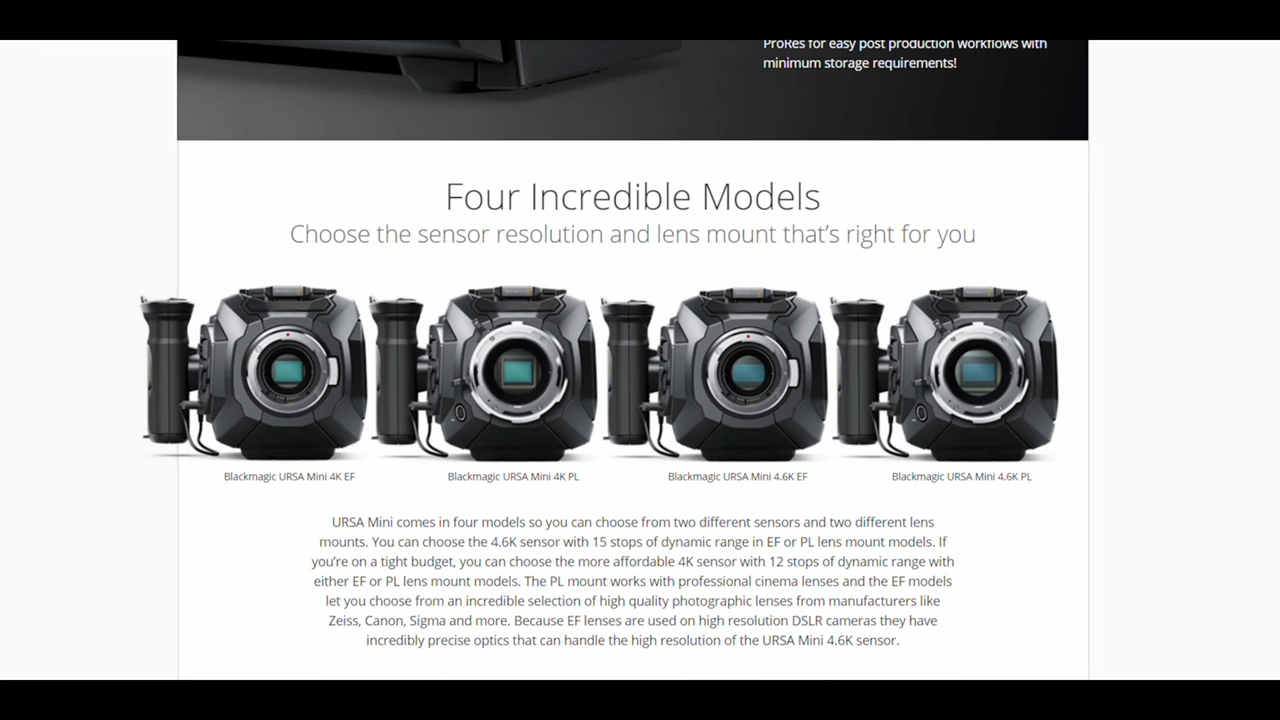 ProRes for easy post production workflows with
minimum storage requirements!
Four Incredible Models
Choose the sensor resolution and lens mount that's right for you
Blackmagic URSA Mini 4K EF
Blackmagic URSA Mini 4K PL
Blackmagic URSA Mini 4.6K EF
Blackmagic URSA Mini 4.6K PL
URSA Mini comes in four models so you can choose from two different sensors and two different lens
mounts. You can choose the 4.6K sensor with 15 stops of dynamic range in EF or PL lens mount models. If
you're on a tight budget, you can choose the more affordable 4K sensor with 12 stops of dynamic range with
either EF or PL lens mount models. The PL mount works with professional cinema lenses and the EF models
let you choose from an incredible selection of high quality photographic lenses from manufacturers like
Zeiss, Canon, Sigma and more. Because EF lenses are used on high resolution DSLR cameras they have
incredibly precise optics that can handle the high resolution of the URSA Mini 4.6K sensor.